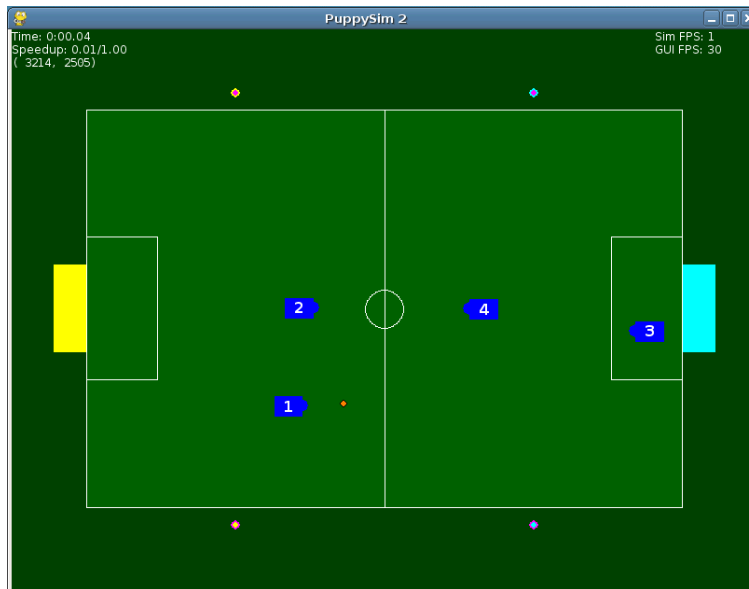 PuppySim 2
Time: 0:00.04
Speedup: 0.01/1.00
( 3214, 2505)
Sim FPS: 1
GUI FPS: 30
2
4
3
1